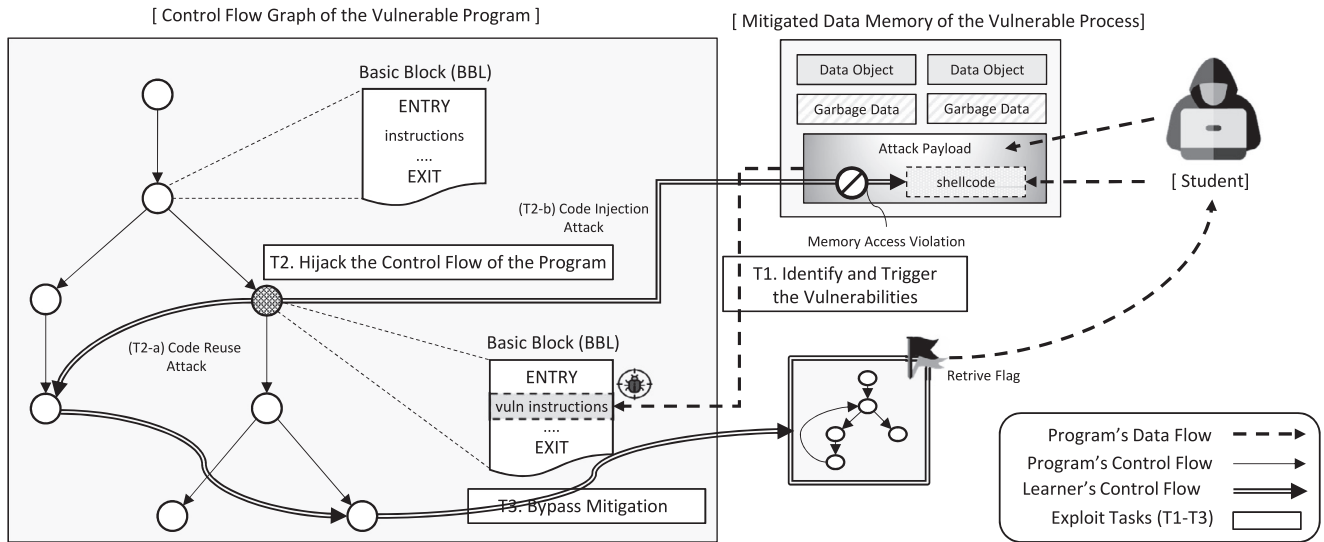 [ Control Flow Graph of the Vulnerable Program ]
[ Mitigated Data Memory of the Vulnerable Process]
Basic Block (BBL)
ENTRY
instructions
....
EXIT
Data Object
Data Object
Garbage Data
Garbage Data
Attack Payload
shellcode
[ Student]
(T2-b) Code Injection
Attack
Memory Access Violation
T2. Hijack the Control Flow of the Program
T1. Identify and Trigger
the Vulnerabilities
(T2-a) Code Reuse
Attack
Basic Block (BBL)
ENTRY
vuln instructions
....
EXIT
Retrive Flag
T3. Bypass Mitigation
Program's Data Flow
Program's Control Flow
Learner's Control Flow
Exploit Tasks (T1-T3)